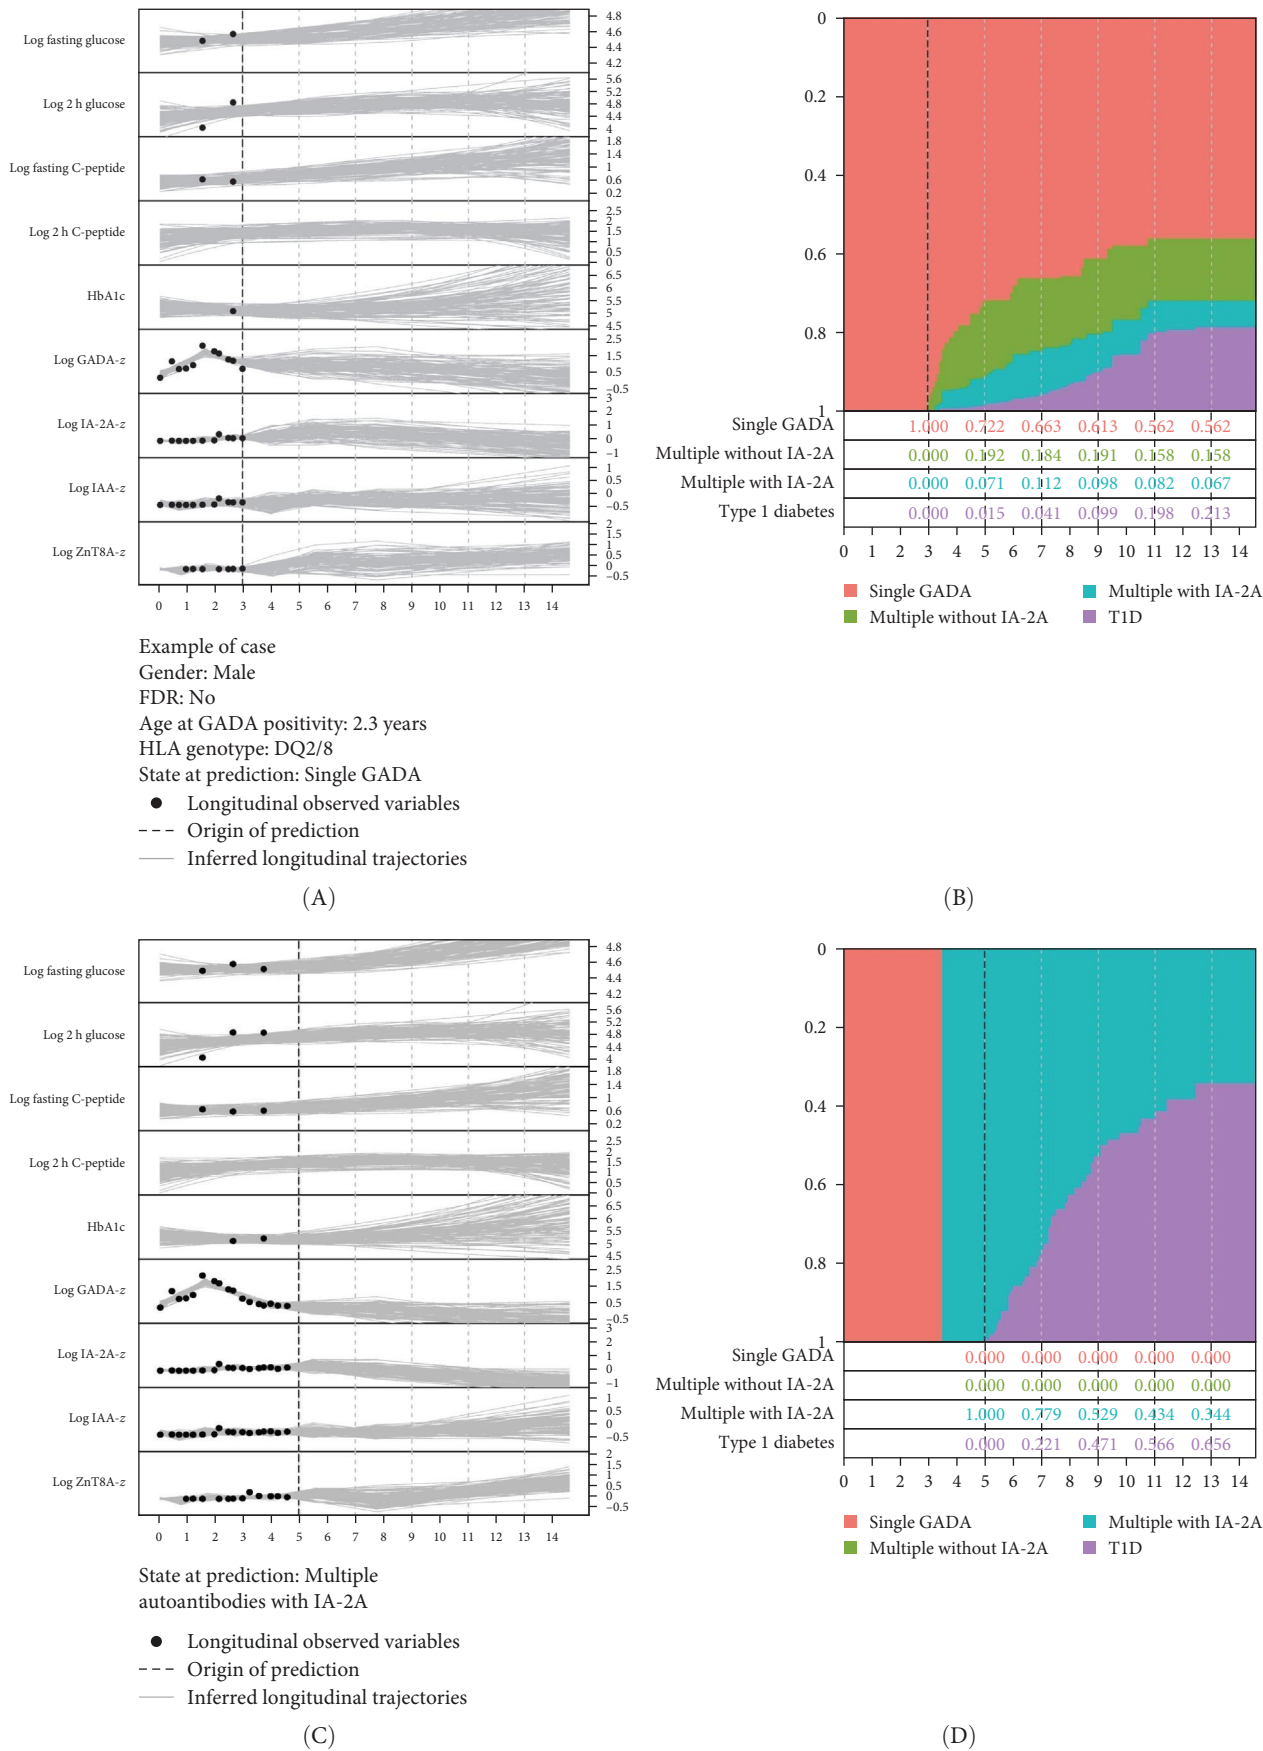 Log fasting glucose
4.8
4.6
4.4
4.2
Log 2 h glucose
5.6
5.2
4.8
4.4
4
Log fasting C-peptide
1.8
1.4
1
0.6
0.2
Log 2 h C-peptide
2.5
2
1.5
1
0.5
0
HbA1c
6.5
6
5.5
5
4.5
Log GADA-z
2.5
1.5
0.5
−0.5
Log IA-2A-z
3
2
1
0
−1
Log IAA-z
1
0.5
0
−0.5
Log ZnT8A-z
2
1.5
1
0.5
0
−0.5
0 1 2 3 4 5 6 7 8 9 10 11 12 13 14
Example of case
Gender: Male
FDR: No
Age at GADA positivity: 2.3 years
HLA genotype: DQ2/8
State at prediction: Single GADA
Longitudinal observed variables
Origin of prediction
Inferred longitudinal trajectories
(A)
0
0.2
0.4
0.6
0.8
1
Single GADA 1.000 0.722 0.663 0.613 0.562 0.562
Multiple without IA-2A 0.000 0.192 0.184 0.191 0.158 0.158
Multiple with IA-2A 0.000 0.071 0.112 0.098 0.082 0.067
Type 1 diabetes 0.000 0.015 0.041 0.099 0.198 0.213
0 1 2 3 4 5 6 7 8 9 10 11 12 13 14
Single GADA Multiple with IA-2A
Multiple without IA-2A T1D
(B)
Log fasting glucose
4.8
4.6
4.4
4.2
Log 2 h glucose
5.6
5.2
4.8
4.4
4
Log fasting C-peptide
1.8
1.4
1
0.6
0.2
Log 2 h C-peptide
2.5
2
1.5
1
0.5
0
HbA1c
6.5
6
5.5
5
4.5
Log GADA-z
2.5
1.5
0.5
−0.5
Log IA-2A-z
3
2
1
0
−1
Log IAA-z
1
0.5
0
−0.5
Log ZnT8A-z
2
1.5
1
0.5
0
−0.5
0 1 2 3 4 5 6 7 8 9 10 11 12 13 14
State at prediction: Multiple
autoantibodies with IA-2A
Longitudinal observed variables
Origin of prediction
Inferred longitudinal trajectories
(C)
0
0.2
0.4
0.6
0.8
1
Single GADA 0.000 0.000 0.000 0.000 0.000
Multiple without IA-2A 0.000 0.000 0.000 0.000 0.000
Multiple with IA-2A 1.000 0.779 0.529 0.434 0.344
Type 1 diabetes 0.000 0.221 0.471 0.566 0.656
0 1 2 3 4 5 6 7 8 9 10 11 12 13 14
Single GADA Multiple with IA-2A
Multiple without IA-2A T1D
(D)